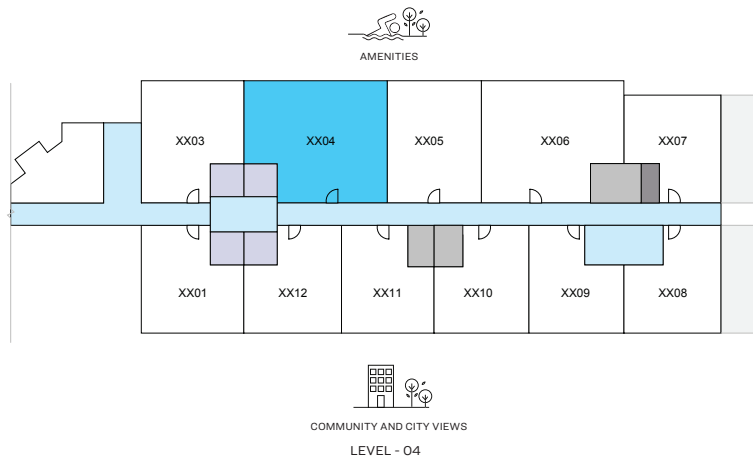 AMENITIES
XX03
XX04
XX05
XX06
XX07
XX01
XX12
XX11
XX10
XX09
XX08
COMMUNITY AND CITY VIEWS
LEVEL - 04